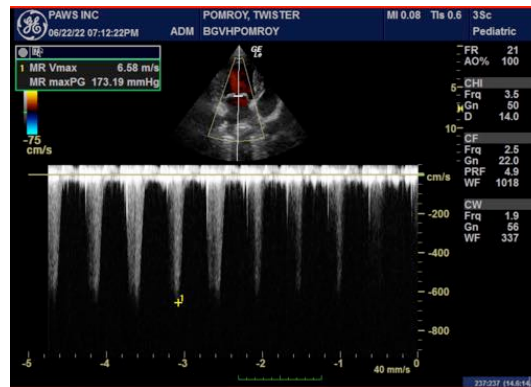 PAWS INC
POMROY, TWISTER
MI 0.08 TIs 0.6
3Sc
06/22/22 07:12:22PM
ADM
BGVHPOMROY
Pediatric
1 MR Vmax 6.58 m/s
MR maxPG 173.19 mmHg
GE
-75
cm/s
5
10
FR 21
AO% 100
CHI
Frq 3.5
Gn 50
D 14.0
CF
Frq 2.5
Gn 22.0
PRF 4.9
WF 1018
CW
Frq 1.9
Gn 56
WF 337
cm/s
-200
-400
-600
-800
1
-5
-4
-3
-2
-1
0
40 mm/s